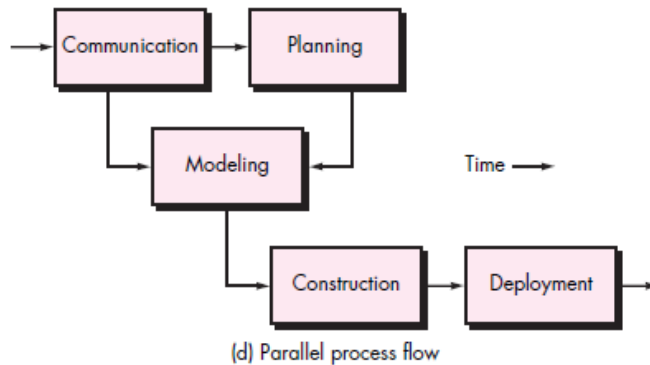 Communication
Planning
Modeling
Time
Construction
Deployment
(d) Parallel process flow